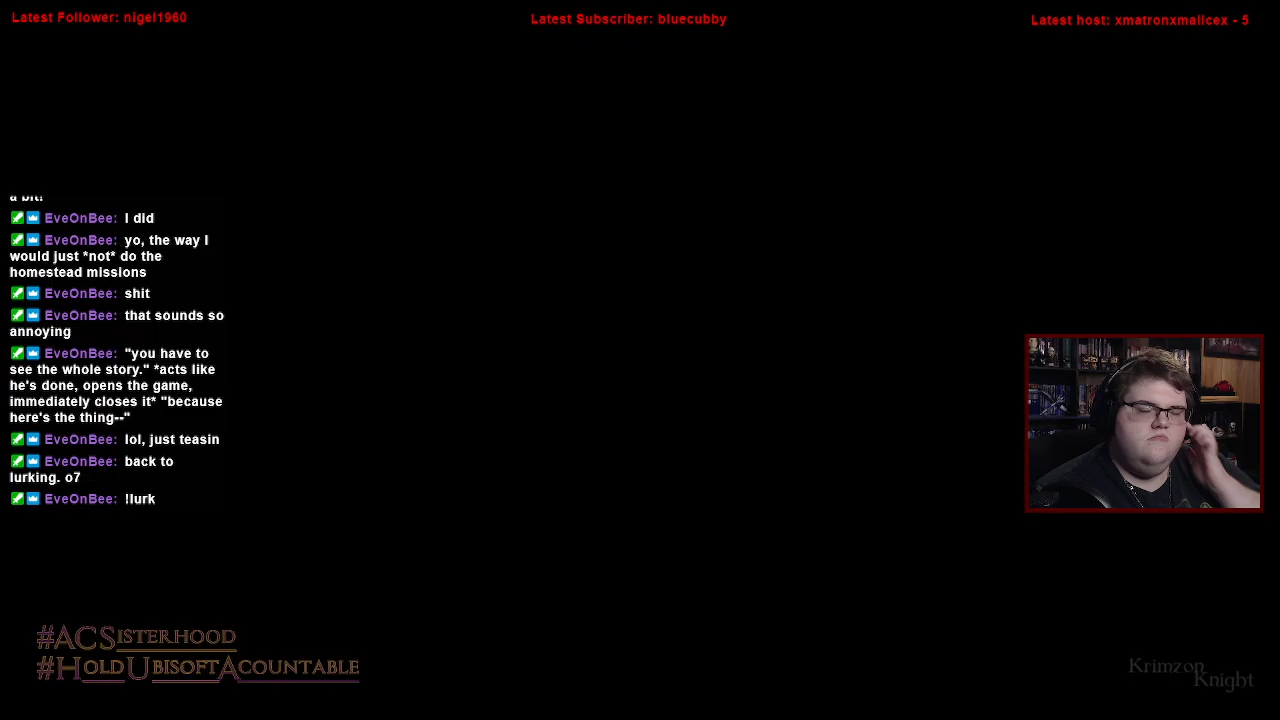 Latest Follower: nigel1960
Latest Subscriber: bluecubby
Latest host: xmatronxmalicex - 5
a bit!
EveOnBee: I did
EveOnBee: yo, the way I
would just *not* do the
homestead missions
EveOnBee: shit
EveOnBee: that sounds so
annoying
EveOnBee: "you have to
see the whole story." *acts like
he's done, opens the game,
immediately closes it* "because
here's the thing--"
EveOnBee: lol, just teasin
EveOnBee: back to
lurking. o7
EveOnBee: !lurk
#ACSisterhood
#HoldUbisoftAcountable
Krimzon
Knight